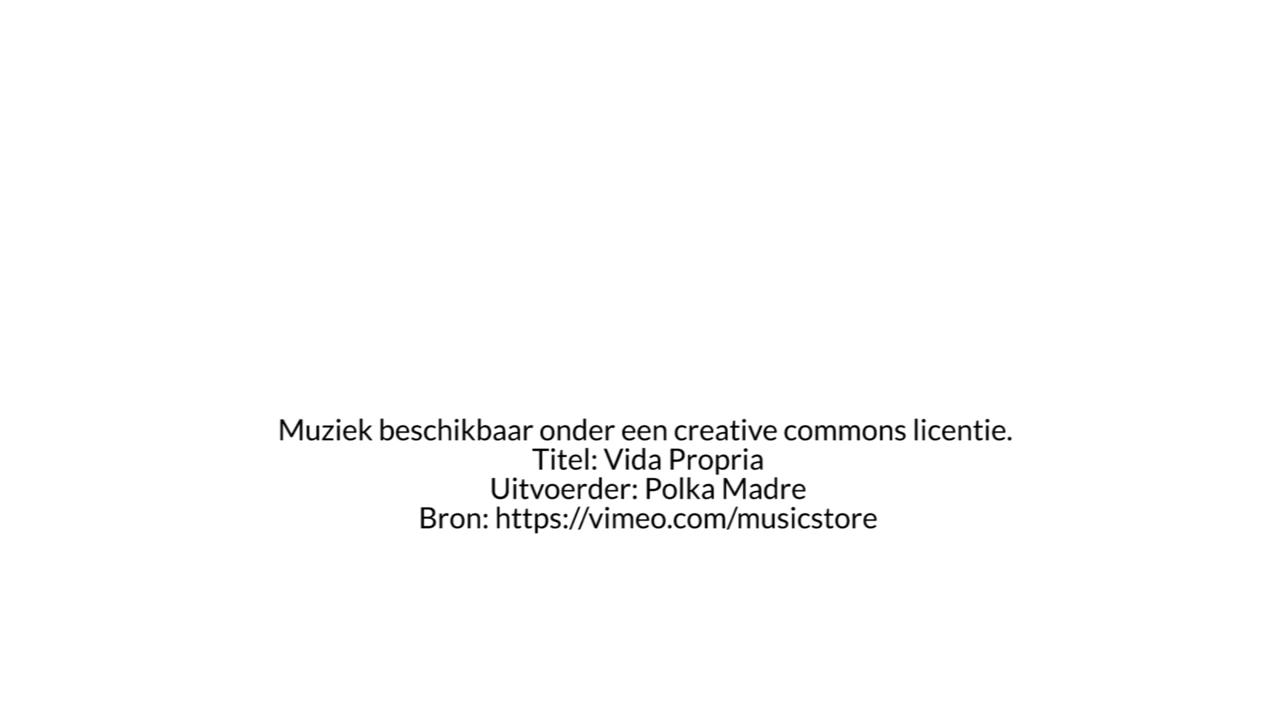 Muziek beschikbaar onder een creative commons licentie.
Titel: Vida Propria
Uitvoerder: Polka Madre
Bron: https://vimeo.com/musicstore